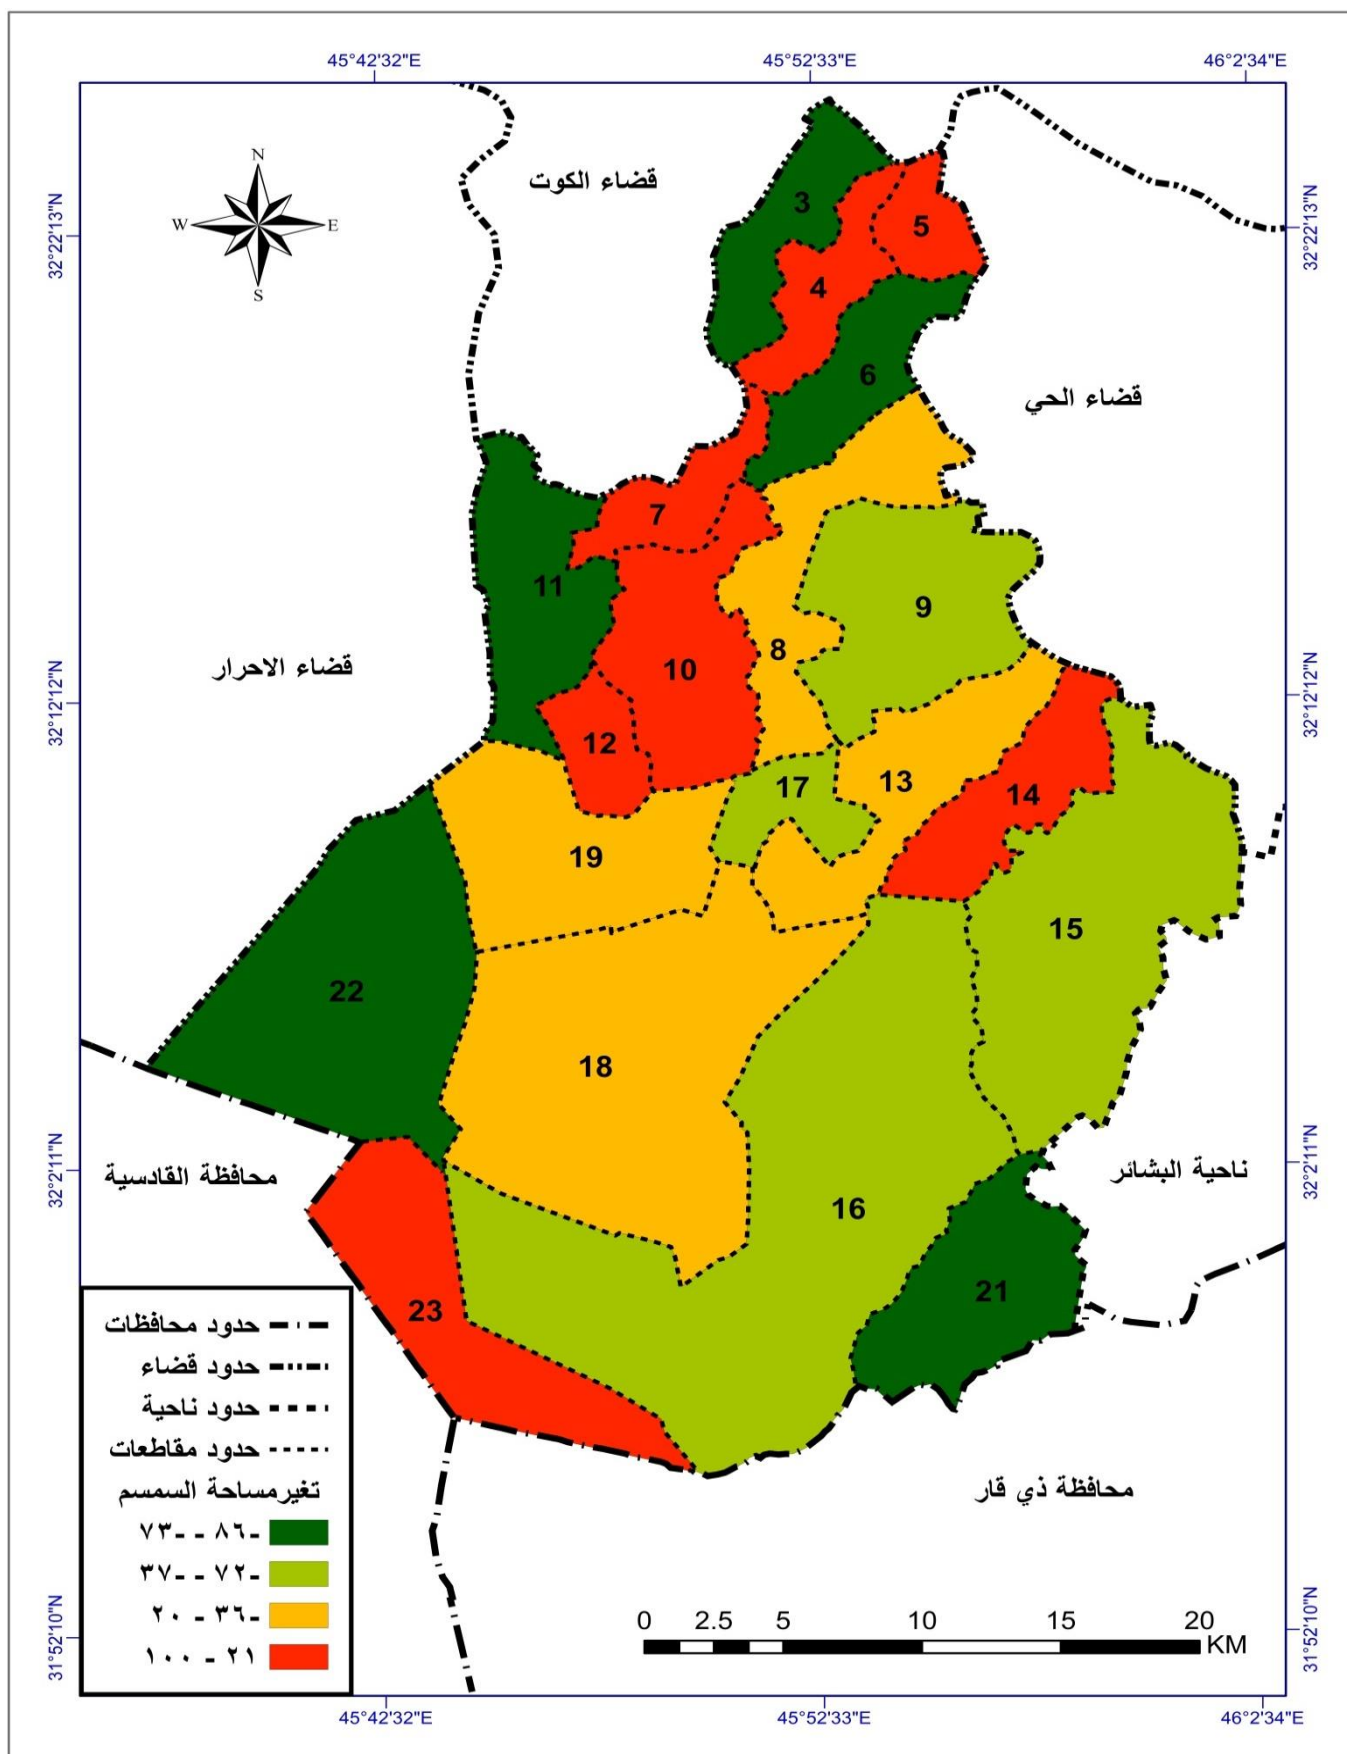 45°42'32"E
45°52'33"E
46°2'34"E
N
W
E
S
32°22'13"N
32°22'13"N
قضاء الكوت
3
5
4
6
قضاء الحي
7
11
9
8
10
قضاء الاحرار
32°12'12"N
32°12'12"N
12
17
13
14
19
15
22
18
محافظة القادسية
ناحية البشائر
32°2'11"N
32°2'11"N
16
21
23
حدود محافظات
حدود قضاء
حدود ناحية
حدود مقاطعات
تغيرمساحة السمسم
-٨٦ - -٧٣
-٧٢ - -٣٧
-٣٦ - ٢٠
٢١ - ١٠٠
محافظة ذي قار
0 2.5 5 10 15 20
KM
31°52'10"N
31°52'10"N
45°42'32"E
45°52'33"E
46°2'34"E